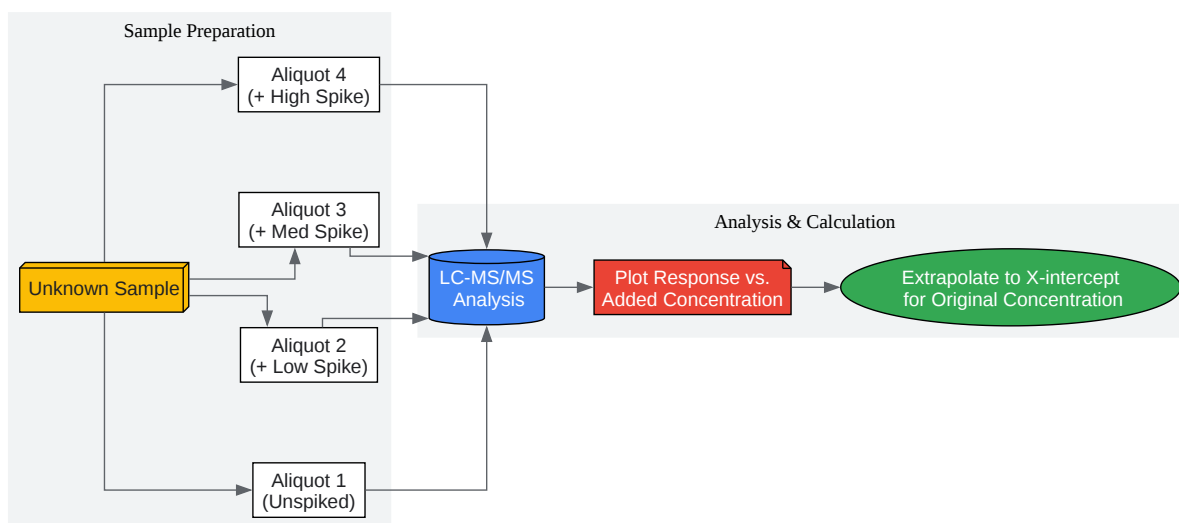 Sample Preparation
Aliquot 4
(+ High Spike)
Aliquot 3
(+ Med Spike)
Unknown Sample
Aliquot 2
(+ Low Spike)
Aliquot 1
(Unspiked)
Analysis & Calculation
LC-MS/MS
Analysis
Plot Response vs.
Added Concentration
Extrapolate to X-intercept
for Original Concentration